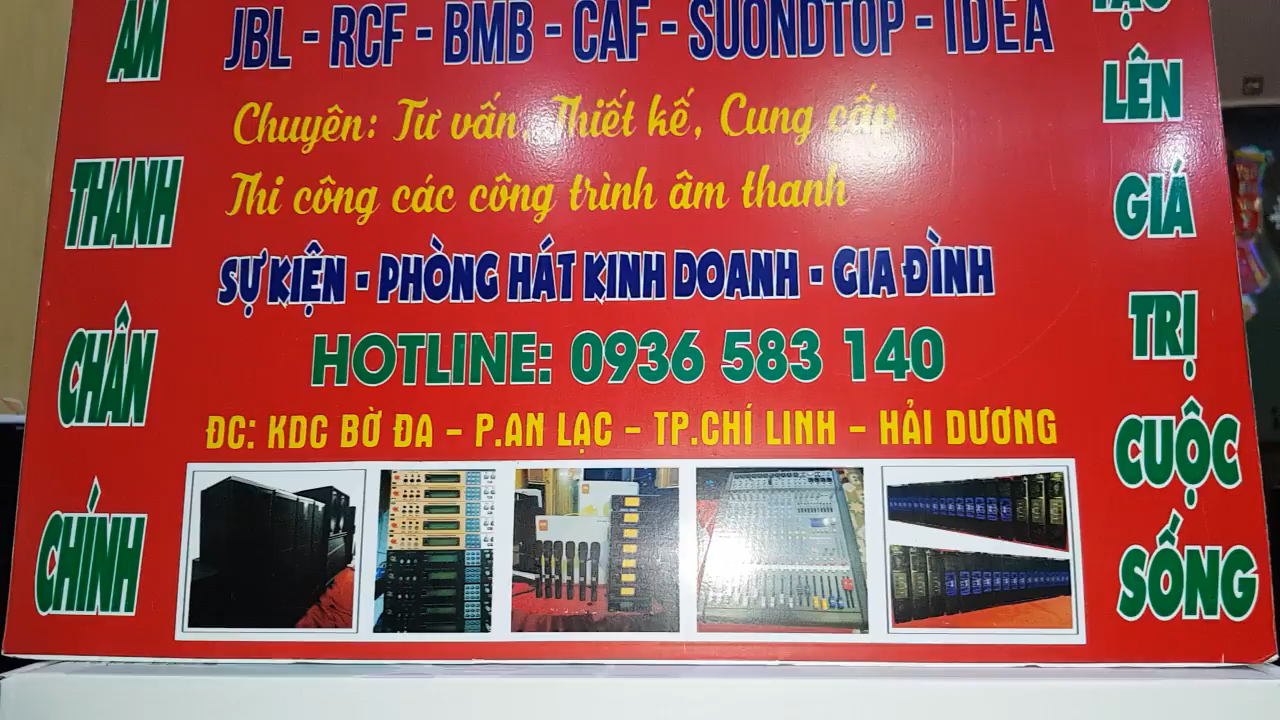 JBL - RCF - BMB - CAF - SUONDTOP - IDEA
Chuyên: Tư vấn, Thiết kế, Cung cấp
Thi công các công trình âm thanh
SỰ KIỆN - PHÒNG HÁT KINH DOANH - GIA ĐÌNH
HOTLINE: 0936 583 140
ĐC: KDC BỜ ĐA - P.AN LẠC - TP.CHÍ LINH - HẢI DƯƠNG
ÂM
THANH
CHÂN
CHÍNH
LÊN
GIÁ
TRỊ
CUỘC
SỐNG